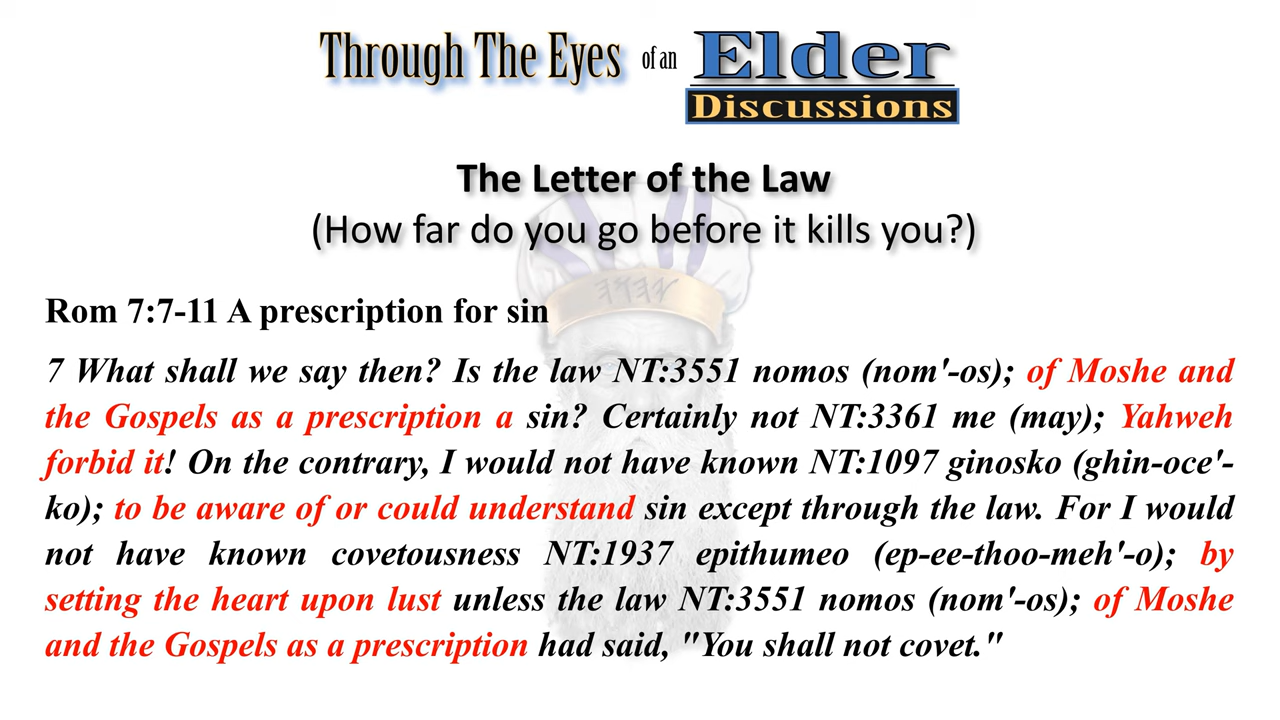 Through The Eyes of an Elder
Discussions
The Letter of the Law
(How far do you go before it kills you?)
𐤉𐤄𐤅𐤄
Rom 7:7-11 A prescription for sin
7 What shall we say then? Is the law NT:3551 nomos (nom'-os); of Moshe and
the Gospels as a prescription a sin? Certainly not NT:3361 me (may); Yahweh
forbid it! On the contrary, I would not have known NT:1097 ginosko (ghin-oce'-
ko); to be aware of or could understand sin except through the law. For I would
not have known covetousness NT:1937 epithumeo (ep-ee-thoo-meh'-o); by
setting the heart upon lust unless the law NT:3551 nomos (nom'-os); of Moshe
and the Gospels as a prescription had said, "You shall not covet."